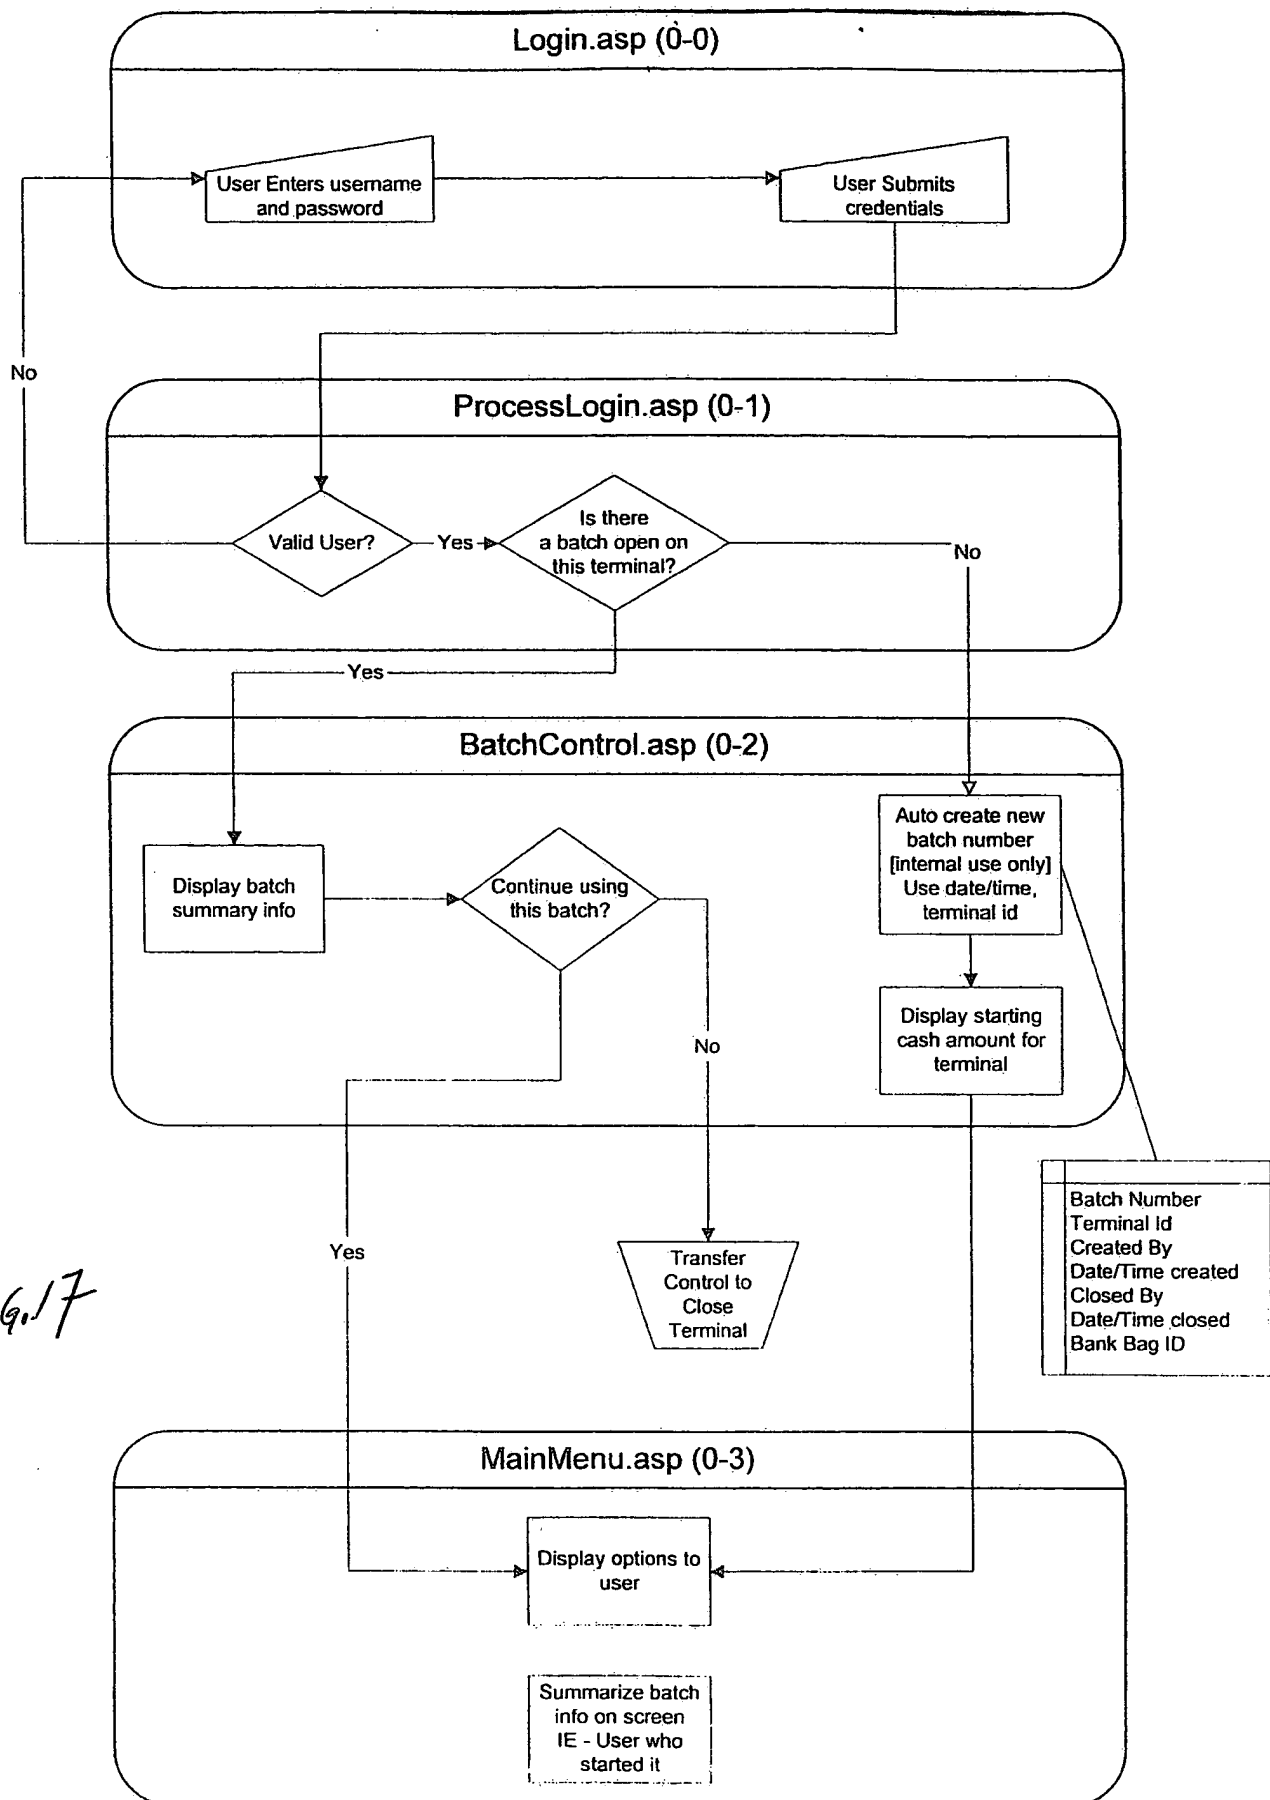 Login.asp (0-0)
User Enters username
and password
User Submits
credentials
No
ProcessLogin.asp (0-1)
Valid User?
Yes
Is there
a batch open on
this terminal?
No
Yes
BatchControl.asp (0-2)
Display batch
summary info
Continue using
this batch?
Auto create new
batch number
[internal use only]
Use date/time,
terminal id
Display starting
cash amount for
terminal
No
Yes
Transfer
Control to
Close
Terminal
Batch Number
Terminal Id
Created By
Date/Time created
Closed By
Date/Time closed
Bank Bag ID
G.17
MainMenu.asp (0-3)
Display options to
user
Summarize batch
info on screen
IE - User who
started it